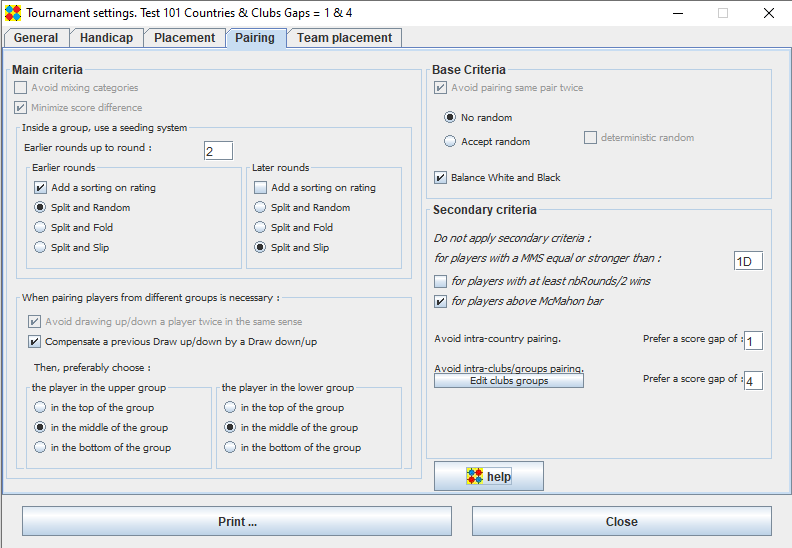 Tournament settings. Test 101 Countries & Clubs Gaps = 1 & 4
General Handicap Placement Pairing Team placement
Main criteria
Avoid mixing categories
Minimize score difference
Inside a group, use a seeding system
Earlier rounds up to round : 2
Earlier rounds
Add a sorting on rating
Split and Random
Split and Fold
Split and Slip
Later rounds
Add a sorting on rating
Split and Random
Split and Fold
Split and Slip
When pairing players from different groups is necessary :
Avoid drawing up/down a player twice in the same sense
Compensate a previous Draw up/down by a Draw down/up
Then, preferably choose :
the player in the upper group
in the top of the group
in the middle of the group
in the bottom of the group
the player in the lower group
in the top of the group
in the middle of the group
in the bottom of the group
Base Criteria
Avoid pairing same pair twice
No random
Accept random deterministic random
Balance White and Black
Secondary criteria
Do not apply secondary criteria :
for players with a MMS equal or stronger than : 1D
for players with at least nbRounds/2 wins
for players above McMahon bar
Avoid intra-country pairing. Prefer a score gap of : 1
Avoid intra-clubs/groups pairing.
Edit clubs groups Prefer a score gap of : 4
help
Print ... Close